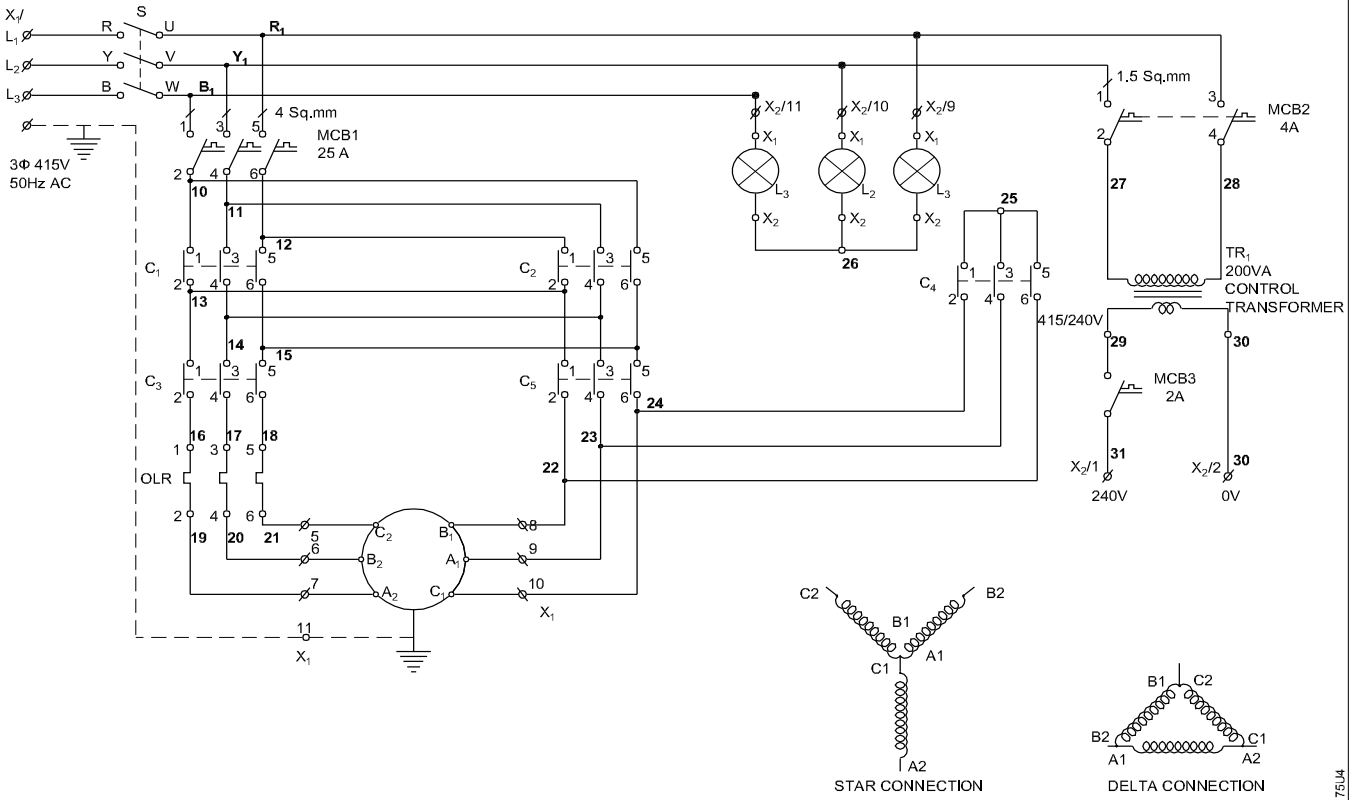 X1/
L1 R S U R1
L2 Y V Y1
L3 B W B1
3Φ 415V
50Hz AC
1 3 5 4 Sq.mm
MCB1
25 A
2 4 6
10
11
12
X2/11 X2/10 X2/9
X1 X1 X1
L3 L2 L3
X2 X2 X2
26
1.5 Sq.mm
1 3
MCB2
4A
2 4
27 28
C1 1 3 5
2 4 6
C2 1 3 5
2 4 6
25
C4 1 3 5
2 4 6
TR1
200VA
CONTROL
TRANSFORMER
415/240V
13
14
15
29 30
C3 1 3 5
2 4 6
C5 1 3 5
2 4 6
MCB3
2A
24
23
22
16 17 18
1 3 5
OLR
2 4 6
19 20 21
31 30
X2/1 X2/2
240V 0V
5 C2 B1 8
6 B2 A1 9
7 A2 C1 10
X1
11
X1
C2 B2
B1
C1 A1
A2
STAR CONNECTION
B1 C2
B2 C1
A1 A2
DELTA CONNECTION
75U4